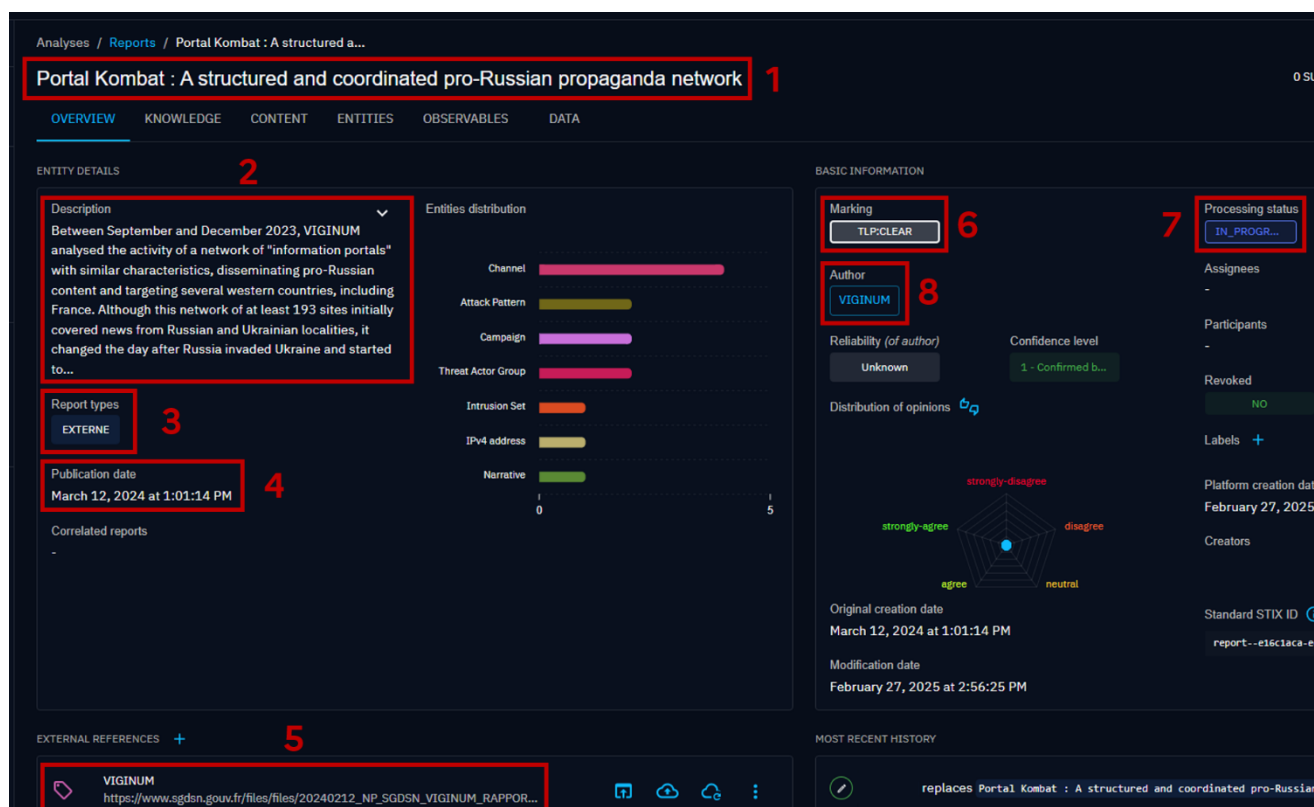 Analyses / Reports / Portal Kombat : A structured a...
Portal Kombat : A structured and coordinated pro-Russian propaganda network
1
0 SU
OVERVIEW KNOWLEDGE CONTENT ENTITIES OBSERVABLES DATA
ENTITY DETAILS
2
Description
Between September and December 2023, VIGINUM
analysed the activity of a network of "information portals"
with similar characteristics, disseminating pro-Russian
content and targeting several western countries, including
France. Although this network of at least 193 sites initially
covered news from Russian and Ukrainian localities, it
changed the day after Russia invaded Ukraine and started
to...
Report types
EXTERNE
3
Publication date
March 12, 2024 at 1:01:14 PM
4
Correlated reports
-
Entities distribution
Channel
Attack Pattern
Campaign
Threat Actor Group
Intrusion Set
IPv4 address
Narrative
0 5
BASIC INFORMATION
Marking
TLP:CLEAR
6
Author
VIGINUM
8
Reliability (of author) Confidence level
Unknown 1 - Confirmed b...
Distribution of opinions
strongly-disagree
strongly-agree disagree
agree neutral
Original creation date
March 12, 2024 at 1:01:14 PM
Modification date
February 27, 2025 at 2:56:25 PM
7
Processing status
IN_PROGR...
Assignees
-
Participants
-
Revoked
NO
Labels +
Platform creation dat
February 27, 2025
Creators
Standard STIX ID
report--e16c1aca-e
EXTERNAL REFERENCES +
5
VIGINUM
https://www.sgdsn.gouv.fr/files/files/20240212_NP_SGDSN_VIGINUM_RAPPOR...
MOST RECENT HISTORY
replaces Portal Kombat : A structured and coordinated pro-Russia